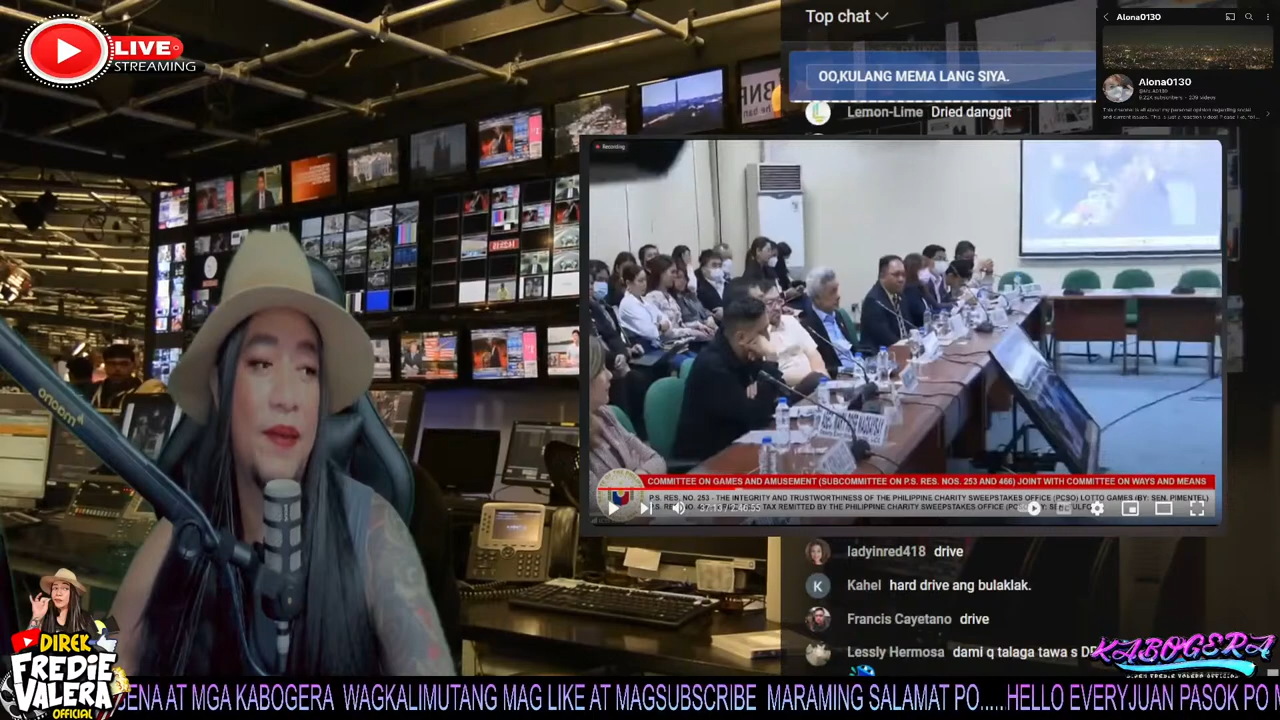 LIVE
STREAMING
Top chat
OO,KULANG MEMA LANG SIYA.
Lemon-Lime Dried danggit
Alona0130
Alona0130
Recording
COMMITTEE ON GAMES AND AMUSEMENT (SUBCOMMITTEE ON P.S. RES. NOS. 253 AND 466) JOINT WITH COMMITTEE ON WAYS AND MEANS
P.S. RES. NO. 253 - THE INTEGRITY AND TRUSTWORTHINESS OF THE PHILIPPINE CHARITY SWEEPSTAKES OFFICE (PCSO) LOTTO GAMES (BY: SEN. PIMENTEL)
TAX REMITTED BY THE PHILIPPINE CHARITY SWEEPSTAKES OFFICE
maono
ladyinred418 drive
K
Kahel hard drive ang bulaklak.
Francis Cayetano drive
Lessly Hermosa dami q talaga tawa s
KABOGERA
DIREK
FREDIE
VALERA
OFFICIAL
SENA AT MGA KABOGERA WAGKALIMUTANG MAG LIKE AT MAGSUBSCRIBE MARAMING SALAMAT PO.....HELLO EVERYJUAN PASOK PO